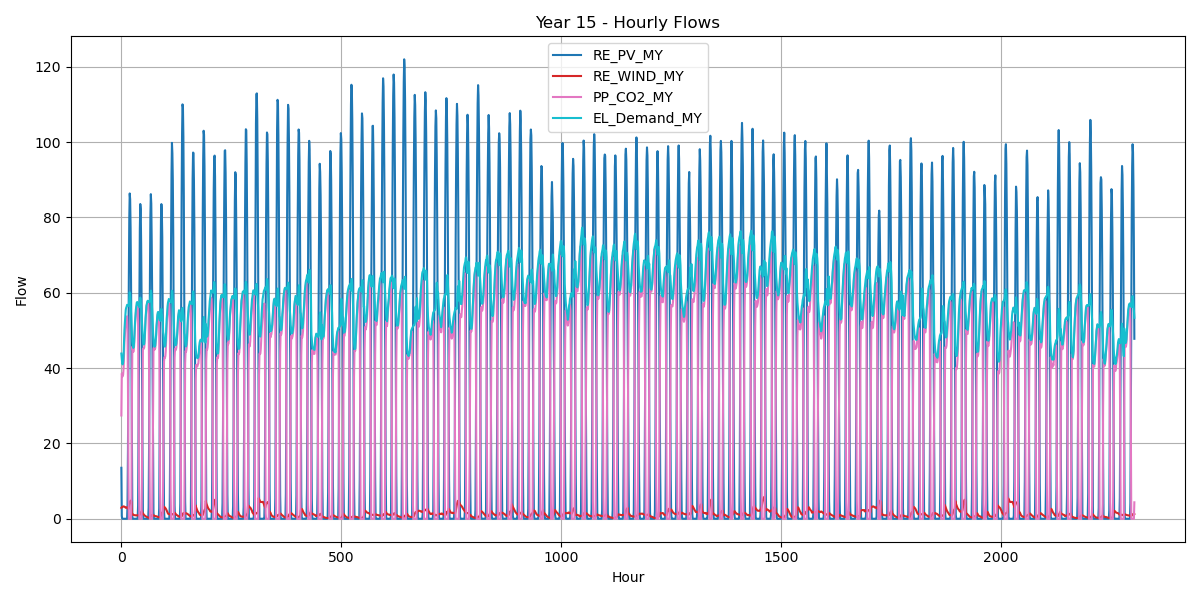 Year 15 - Hourly Flows
RE_PV_MY
RE_WIND_MY
PP_CO2_MY
EL_Demand_MY
120
100
80
60
40
20
0
Flow
0 500 1000 1500 2000
Hour